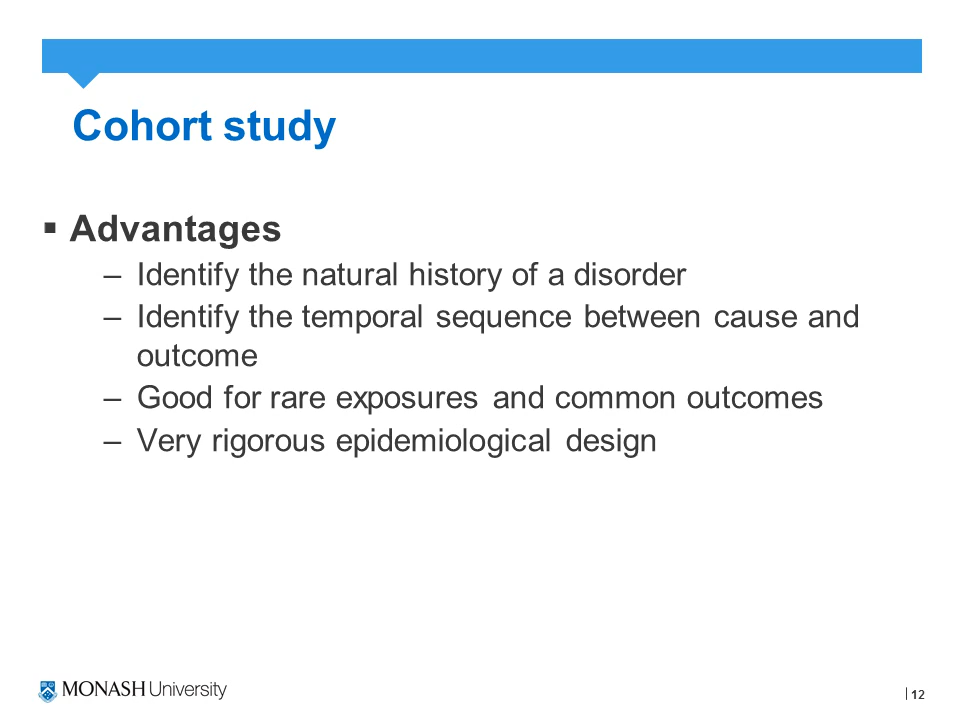 Cohort study
▪ Advantages
– Identify the natural history of a disorder
– Identify the temporal sequence between cause and
outcome
– Good for rare exposures and common outcomes
– Very rigorous epidemiological design
MONASH University
| 12